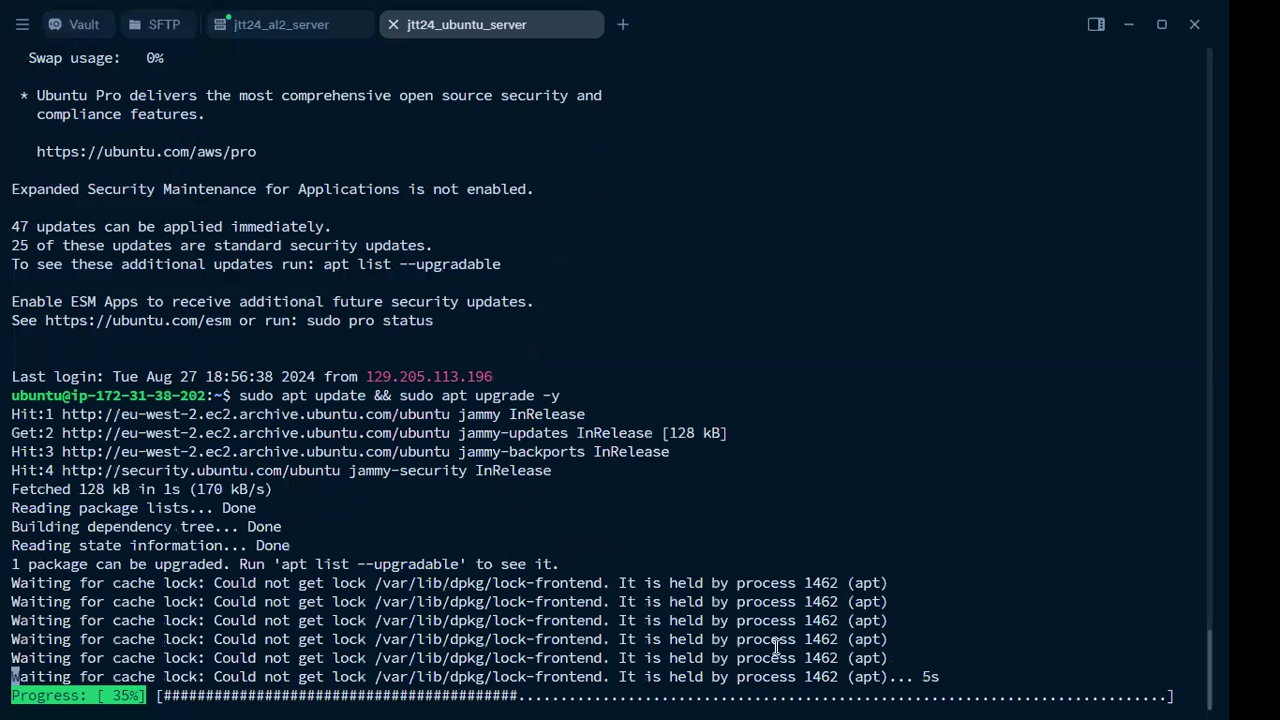 Vault SFTP jtt24_al2_server jtt24_ubuntu_server
Swap usage: 0%
* Ubuntu Pro delivers the most comprehensive open source security and
compliance features.
https://ubuntu.com/aws/pro
Expanded Security Maintenance for Applications is not enabled.
47 updates can be applied immediately.
25 of these updates are standard security updates.
To see these additional updates run: apt list --upgradable
Enable ESM Apps to receive additional future security updates.
See https://ubuntu.com/esm or run: sudo pro status
Last login: Tue Aug 27 18:56:38 2024 from 129.205.113.196
ubuntu@ip-172-31-38-202:~$ sudo apt update && sudo apt upgrade -y
Hit:1 http://eu-west-2.ec2.archive.ubuntu.com/ubuntu jammy InRelease
Get:2 http://eu-west-2.ec2.archive.ubuntu.com/ubuntu jammy-updates InRelease [128 kB]
Hit:3 http://eu-west-2.ec2.archive.ubuntu.com/ubuntu jammy-backports InRelease
Hit:4 http://security.ubuntu.com/ubuntu jammy-security InRelease
Fetched 128 kB in 1s (170 kB/s)
Reading package lists... Done
Building dependency tree... Done
Reading state information... Done
1 package can be upgraded. Run 'apt list --upgradable' to see it.
Waiting for cache lock: Could not get lock /var/lib/dpkg/lock-frontend. It is held by process 1462 (apt)
Waiting for cache lock: Could not get lock /var/lib/dpkg/lock-frontend. It is held by process 1462 (apt)
Waiting for cache lock: Could not get lock /var/lib/dpkg/lock-frontend. It is held by process 1462 (apt)
Waiting for cache lock: Could not get lock /var/lib/dpkg/lock-frontend. It is held by process 1462 (apt)
Waiting for cache lock: Could not get lock /var/lib/dpkg/lock-frontend. It is held by process 1462 (apt)
Waiting for cache lock: Could not get lock /var/lib/dpkg/lock-frontend. It is held by process 1462 (apt)... 5s
Progress: [ 35%] [##########################################.............................................................................]